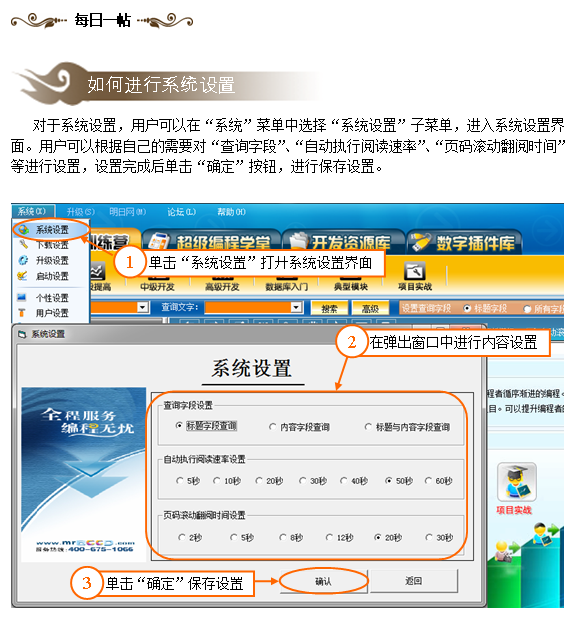 每日一帖
如何进行系统设置
对于系统设置，用户可以在“系统”菜单中选择“系统设置”子菜单，进入系统设置界
面。用户可以根据自己的需要对“查询字段”、“自动执行阅读速率”、“页码滚动翻阅时间”
等进行设置，设置完成后单击“确定”按钮，进行保存设置。
系统(X) 升级(S) 明日网(M) 论坛(L) 帮助(H)
系统设置
下载设置
升级设置
启动设置
个性设置
用户设置
训练营 超级编程学堂 开发资源库 数字插件库
1 单击“系统设置”打开系统设置界面
级提高 中级开发 高级开发 数据库入门 典型模块 项目实战
查询文字： 搜索 高级 设置查询字段 标题字段 所有字段
系统设置
2 在弹出窗口中进行内容设置
系统设置
全程服务
编程无忧
www.mrbccd.com
服务热线：400-675-1066
查询字段设置
标题字段查询 内容字段查询 标题与内容字段查询
自动执行阅读速率设置
5秒 10秒 20秒 30秒 40秒 50秒 60秒
页码滚动翻阅时间设置
2秒 5秒 8秒 12秒 20秒 30秒
3 单击“确定”保存设置
确认 返回
程者循序渐进的编程。
目。可以提升编程者的
项目实战